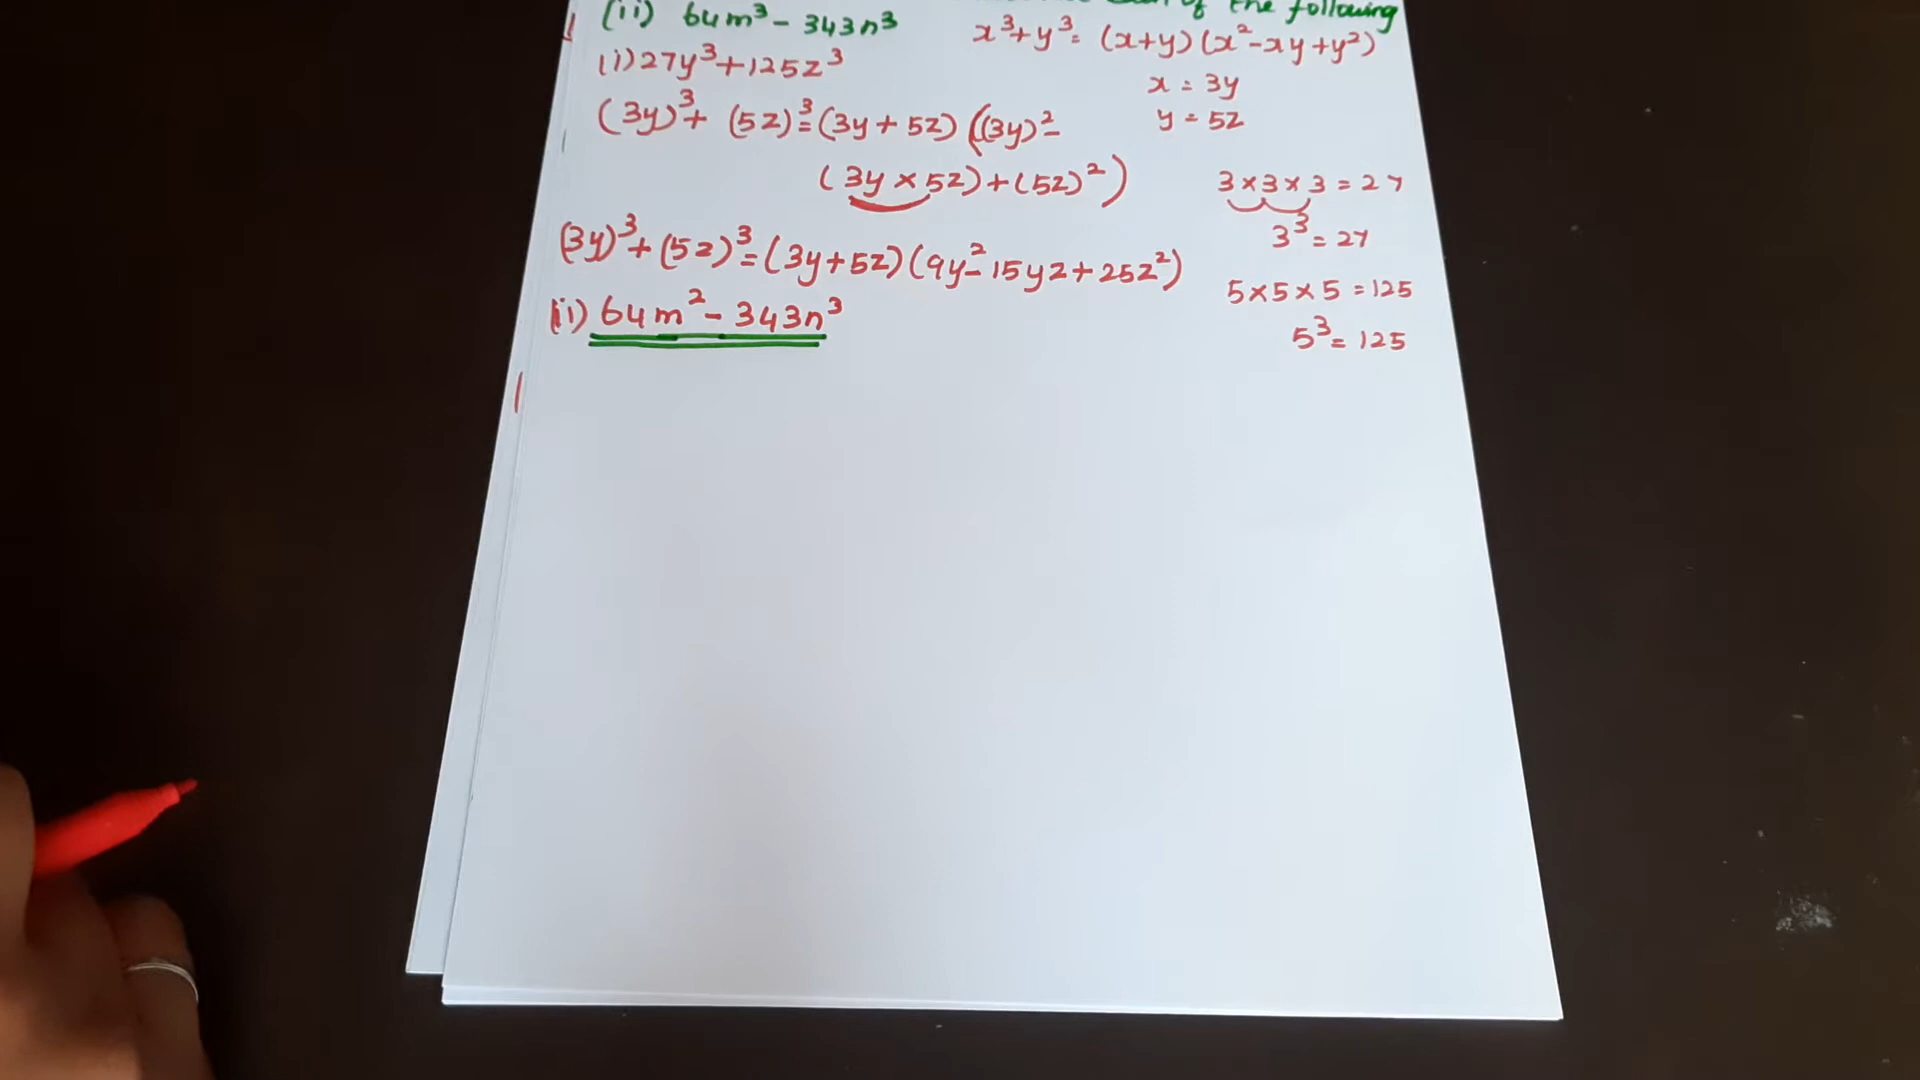 of the following
(ii) 64m³ - 343n³
x³+y³= (x+y) (x²-xy+y²)
(i) 27y³+125z³
x = 3y
(3y)³+ (5z)³=(3y+5z) ((3y)²-
y = 5z
(3y×5z)+(5z)²)
3×3×3=27
3³=27
(3y)³+(5z)³=(3y+5z)(9y²-15yz+25z²)
5×5×5=125
(ii) 64m²-343n³
5³=125